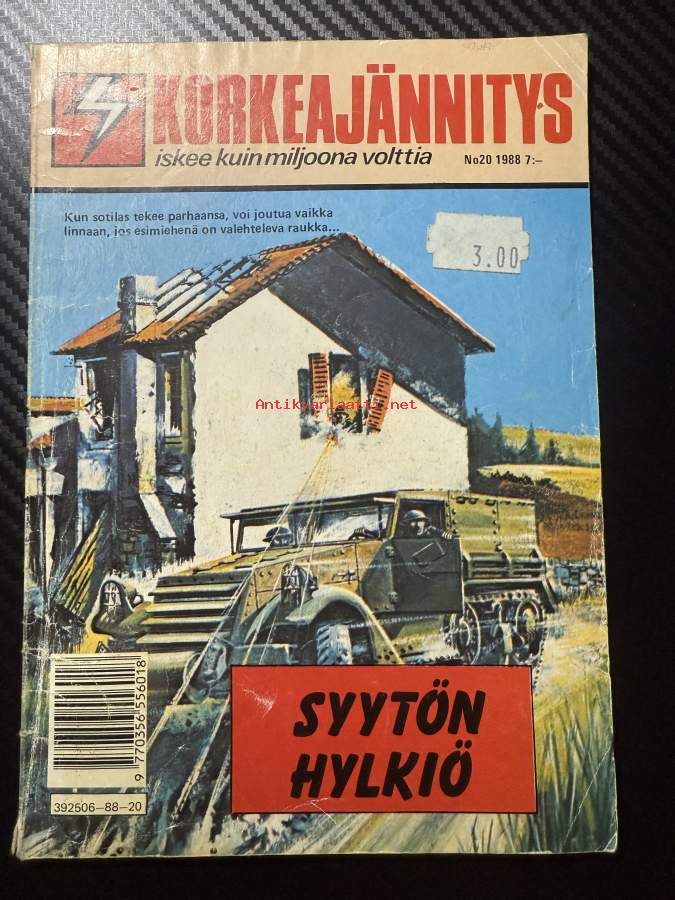 KORKEAJÄNNITYS
iskee kuin miljoona volttia
No20 1988 7:–
Kun sotilas tekee parhaansa, voi joutua vaikka
linnaan, jos esimiehenä on valehteleva raukka...
3.00
Antikvariaatti.net
SYYTÖN
HYLKIÖ
9 770356 556018
392506–88–20